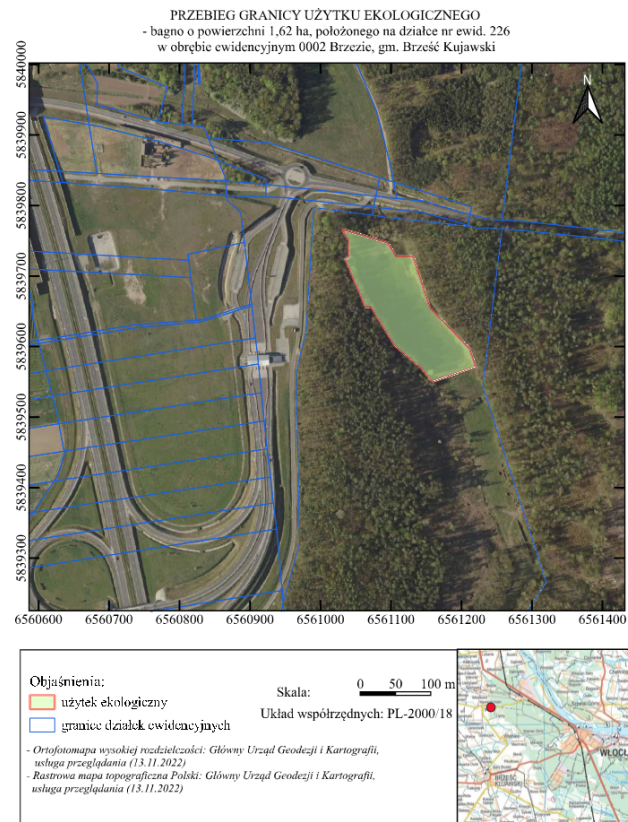 PRZEBIEG GRANICY UŻYTKU EKOLOGICZNEGO
- bagno o powierzchni 1,62 ha, położonego na działce nr ewid. 226
w obrębie ewidencyjnym 0002 Brzezie, gm. Brześć Kujawski
N
5840000
5839900
5839800
5839700
5839600
5839500
5839400
5839300
6560600 6560700 6560800 6560900 6561000 6561100 6561200 6561300 6561400
Objaśnienia:
użytek ekologiczny
granice działek ewidencyjnych
Skala:
0 50 100 m
Układ współrzędnych: PL-2000/18
- Ortofotomapa wysokiej rozdzielczości: Główny Urząd Geodezji i Kartografii,
usługa przeglądania (13.11.2022)
- Rastrowa mapa topograficzna Polski: Główny Urząd Geodezji i Kartografii,
usługa przeglądania (13.11.2022)
WŁOCŁ
BRZEŚĆ
KUJAWSKI